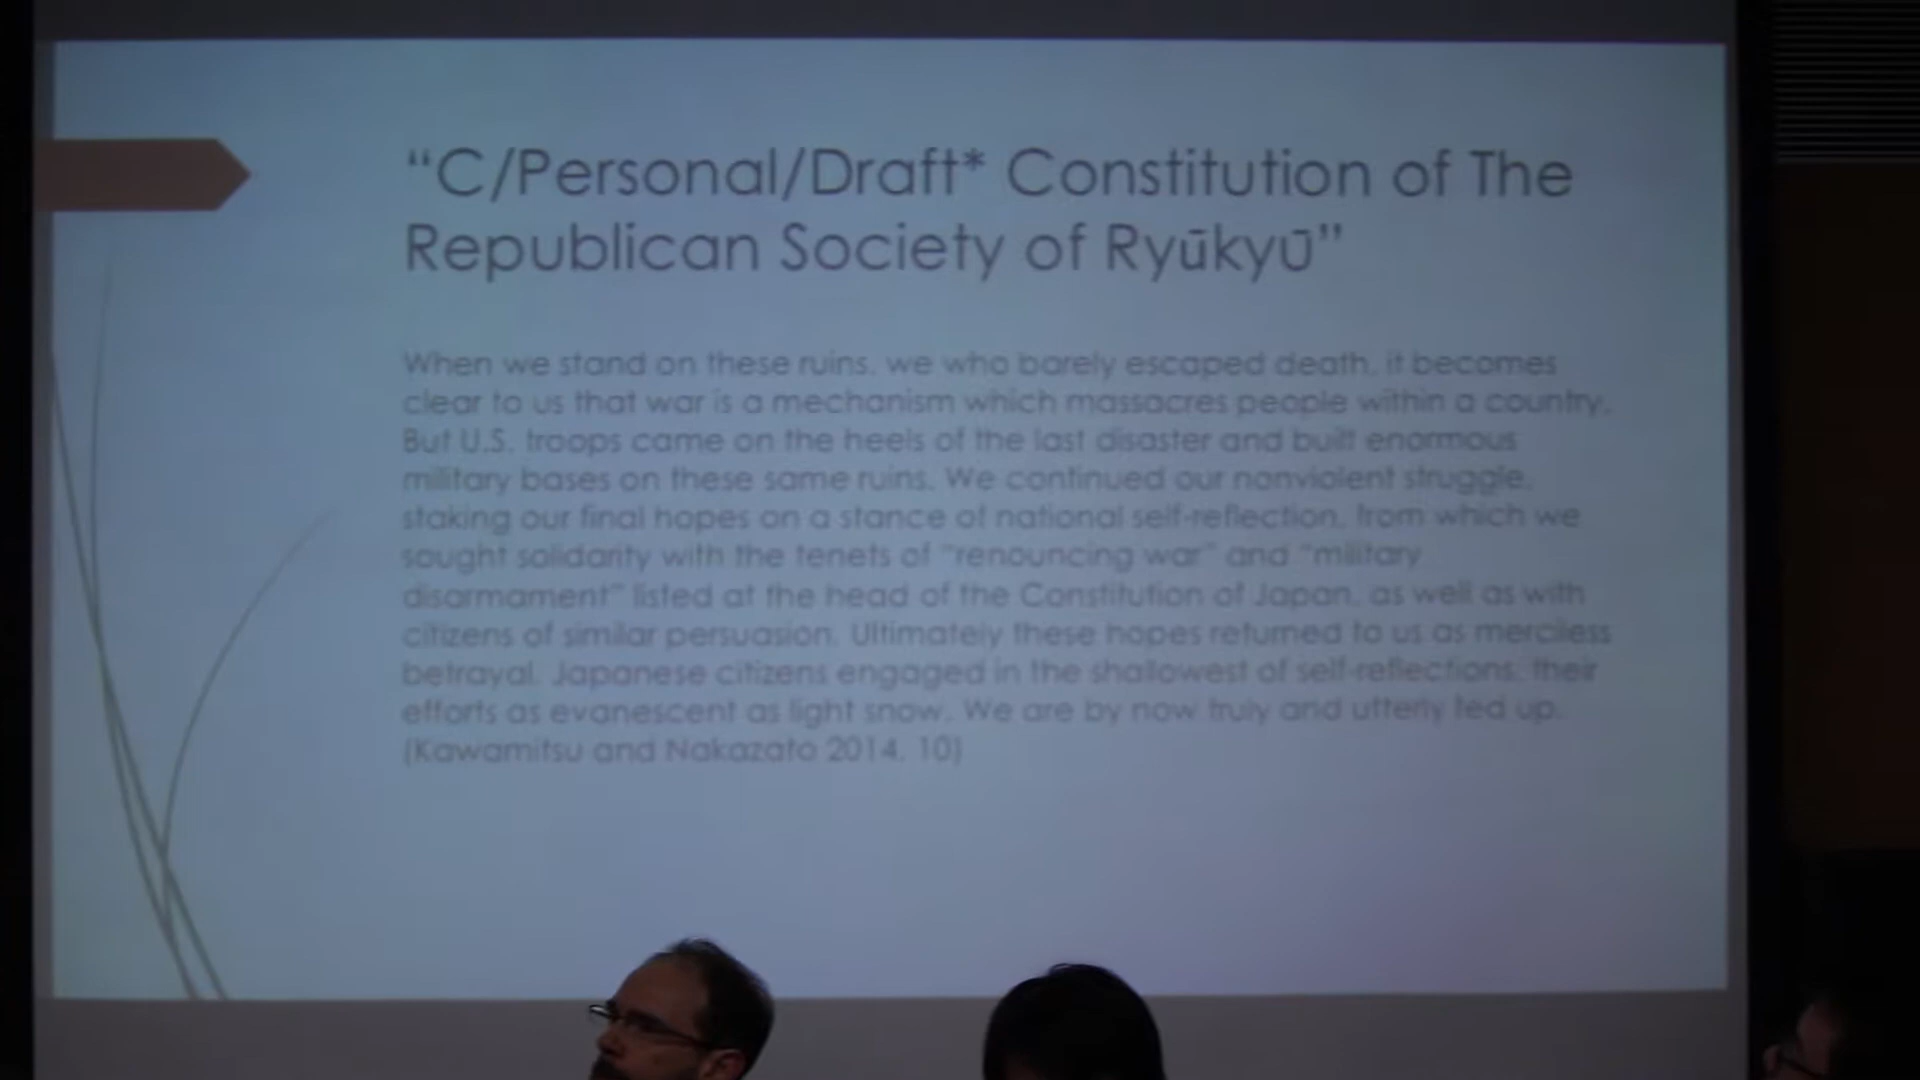 “C/Personal/Draft* Constitution of The
Republican Society of Ryūkyū”
When we stand on these ruins, we who barely escaped death, it becomes
clear to us that war is a mechanism which massacres people within a country.
But U.S. troops came on the heels of the last disaster and built enormous
military bases on these same ruins. We continued our nonviolent struggle,
staking our final hopes on a stance of national self-reflection, from which we
sought solidarity with the tenets of “renouncing war” and “military
disarmament” listed at the head of the Constitution of Japan, as well as with
citizens of similar persuasion. Ultimately these hopes returned to us as merciless
betrayal. Japanese citizens engaged in the shallowest of self-reflections, their
efforts as evanescent as light snow. We are by now truly and utterly fed up.
(Kawamitsu and Nakazato 2014, 10)